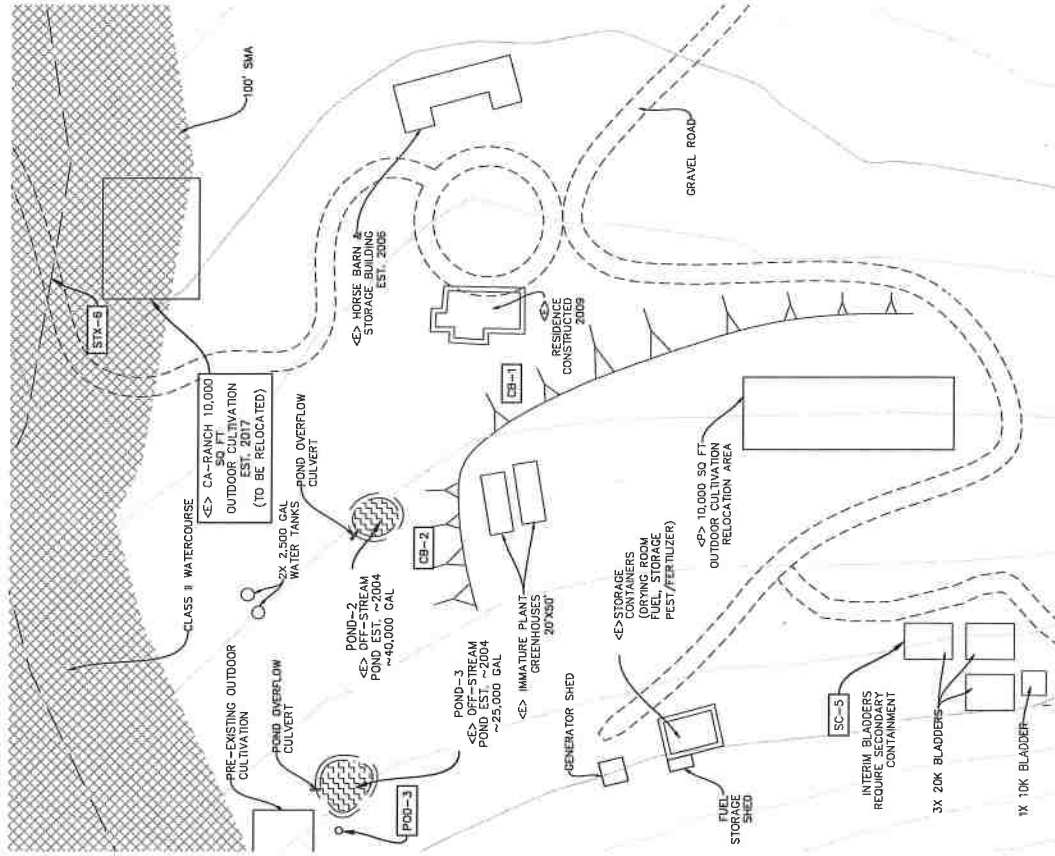 100' SMA
STX-6
<E> CA-RANCH 10,000
SQ FT
OUTDOOR CULTIVATION
EST. 2017
(TO BE RELOCATED)
CLASS II WATERCOURSE
2X 2,500 GAL
WATER TANKS
POND OVERFLOW
CULVERT
PRE-EXISTING OUTDOOR
CULTIVATION
POND OVERFLOW
CULVERT
POD-3
POND-3
<E> OFF-STREAM
POND EST. ~2004
~25,000 GAL
POND-2
<E> OFF-STREAM
POND EST. ~2004
~40,000 GAL
CB-2
CB-1
<E> HORSE BARN &
STORAGE BUILDING
EST. 2006
<E>
RESIDENCE
CONSTRUCTED
2009
GRAVEL ROAD
<E> IMMATURE PLANT
GREENHOUSES
20'X50'
<P> 10,000 SQ FT
OUTDOOR CULTIVATION
RELOCATION AREA
<E>STORAGE
CONTAINERS
(DRYING ROOM
FUEL, STORAGE
PEST/FERTILIZER)
GENERATOR SHED
FUEL
STORAGE
SHED
SC-5
INTERIM BLADDERS
REQUIRE SECONDARY
CONTAINMENT
3X 20K BLADDERS
1X 10K BLADDER